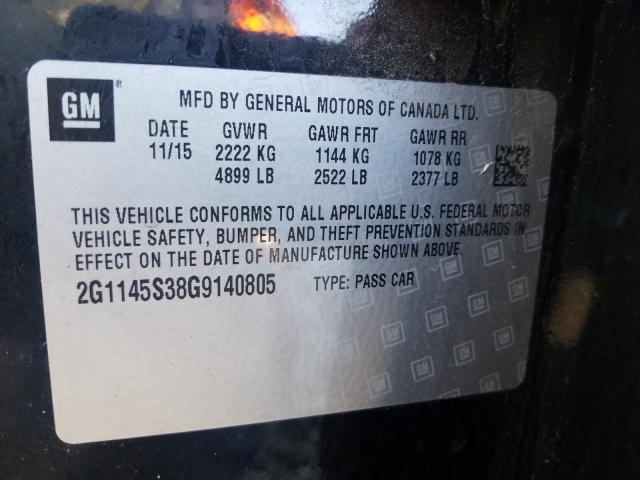 GM ® MFD BY GENERAL MOTORS OF CANADA LTD.
DATE GVWR GAWR FRT GAWR RR
11/15 2222 KG 1144 KG 1078 KG
4899 LB 2522 LB 2377 LB
THIS VEHICLE CONFORMS TO ALL APPLICABLE U.S. FEDERAL MOTOR
VEHICLE SAFETY, BUMPER, AND THEFT PREVENTION STANDARDS IN
EFFECT ON THE DATE OF MANUFACTURE SHOWN ABOVE.
2G1145S38G9140805 TYPE: PASS CAR